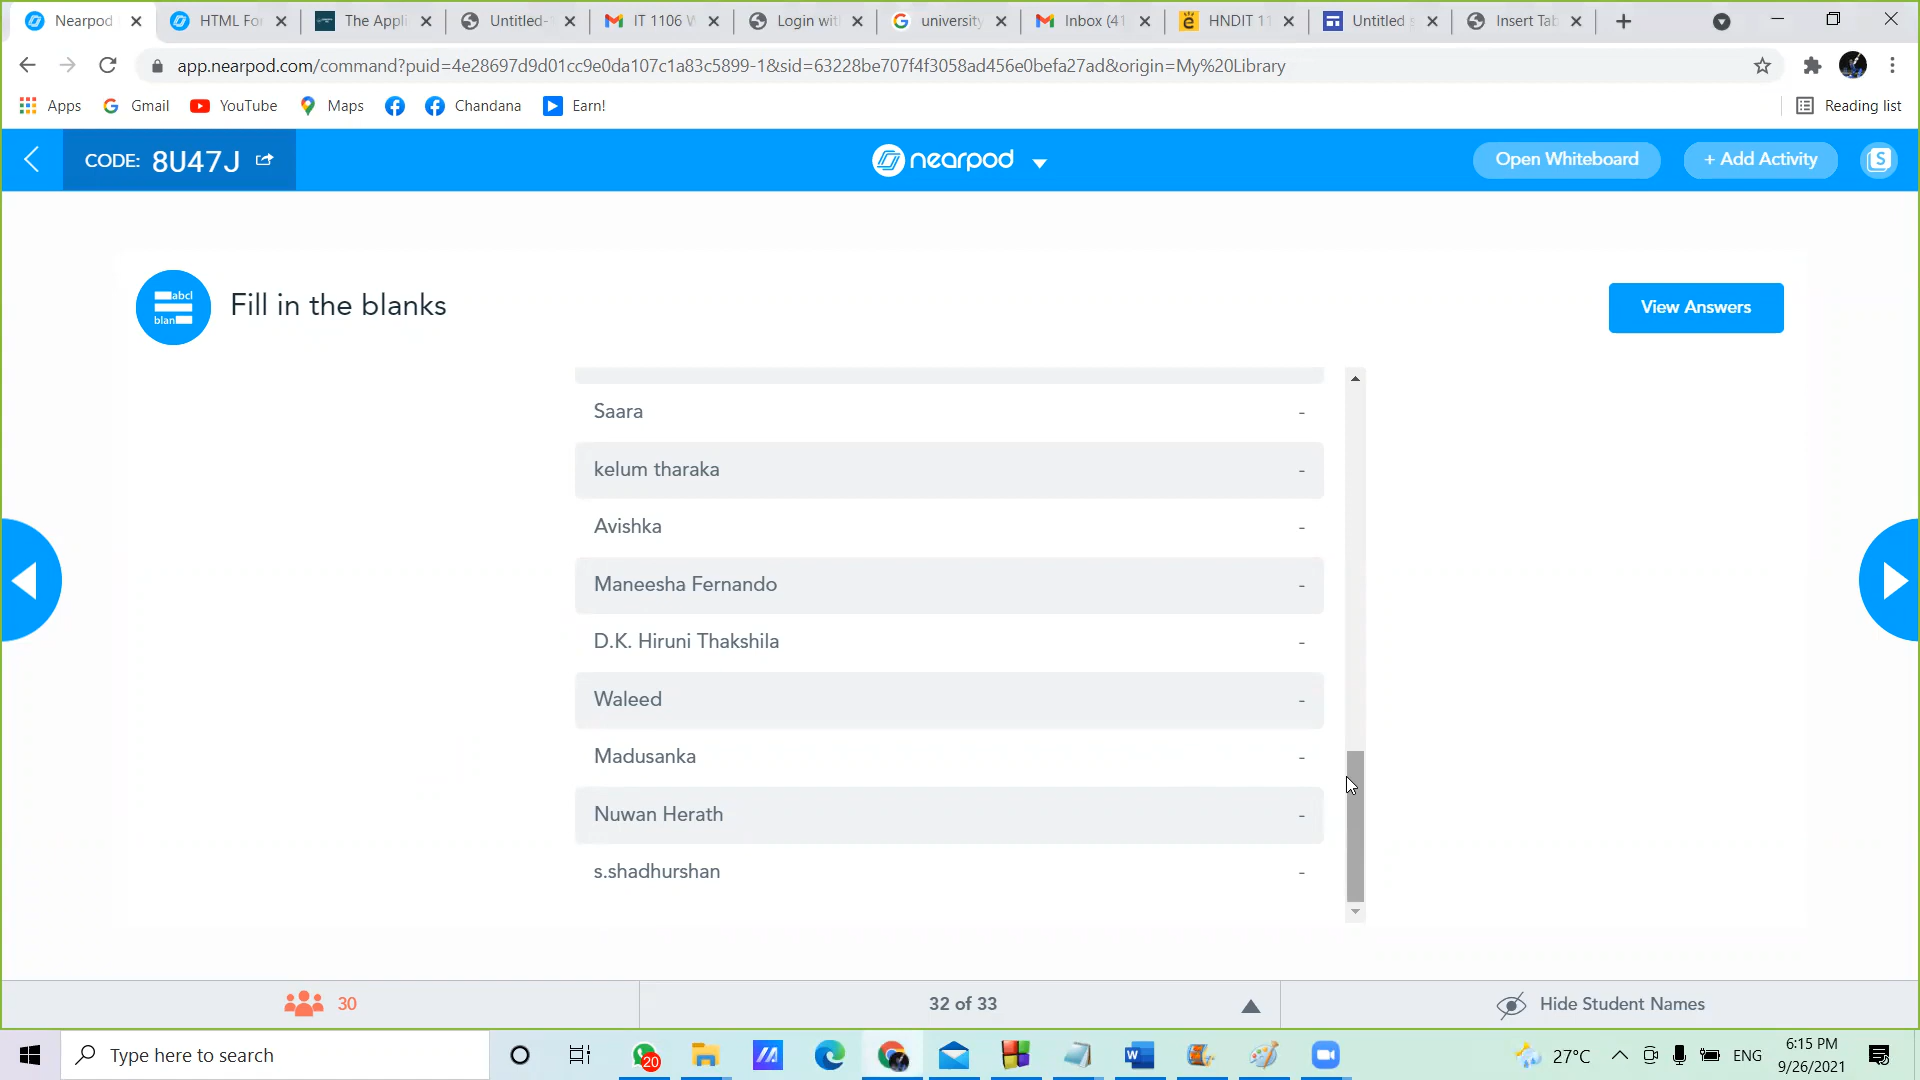 Nearpod
HTML Fo
The Appli
Untitled-
IT 1106 W
Login wit
university
Inbox (41
HNDIT 11
Untitled s
Insert Tab
app.nearpod.com/command?puid=4e28697d9d01cc9e0da107c1a83c5899-1&sid=63228be707f4f3058ad456e0befa27ad&origin=My%20Library
Apps
Gmail
YouTube
Maps
Chandana
Earn!
Reading list
CODE: 8U47J
nearpod
Open Whiteboard
+ Add Activity
S
abcl
blan
Fill in the blanks
View Answers
Saara -
kelum tharaka -
Avishka -
Maneesha Fernando -
D.K. Hiruni Thakshila -
Waleed -
Madusanka -
Nuwan Herath -
s.shadhurshan -
30
32 of 33
Hide Student Names
Type here to search
20
27°C
ENG
6:15 PM
9/26/2021